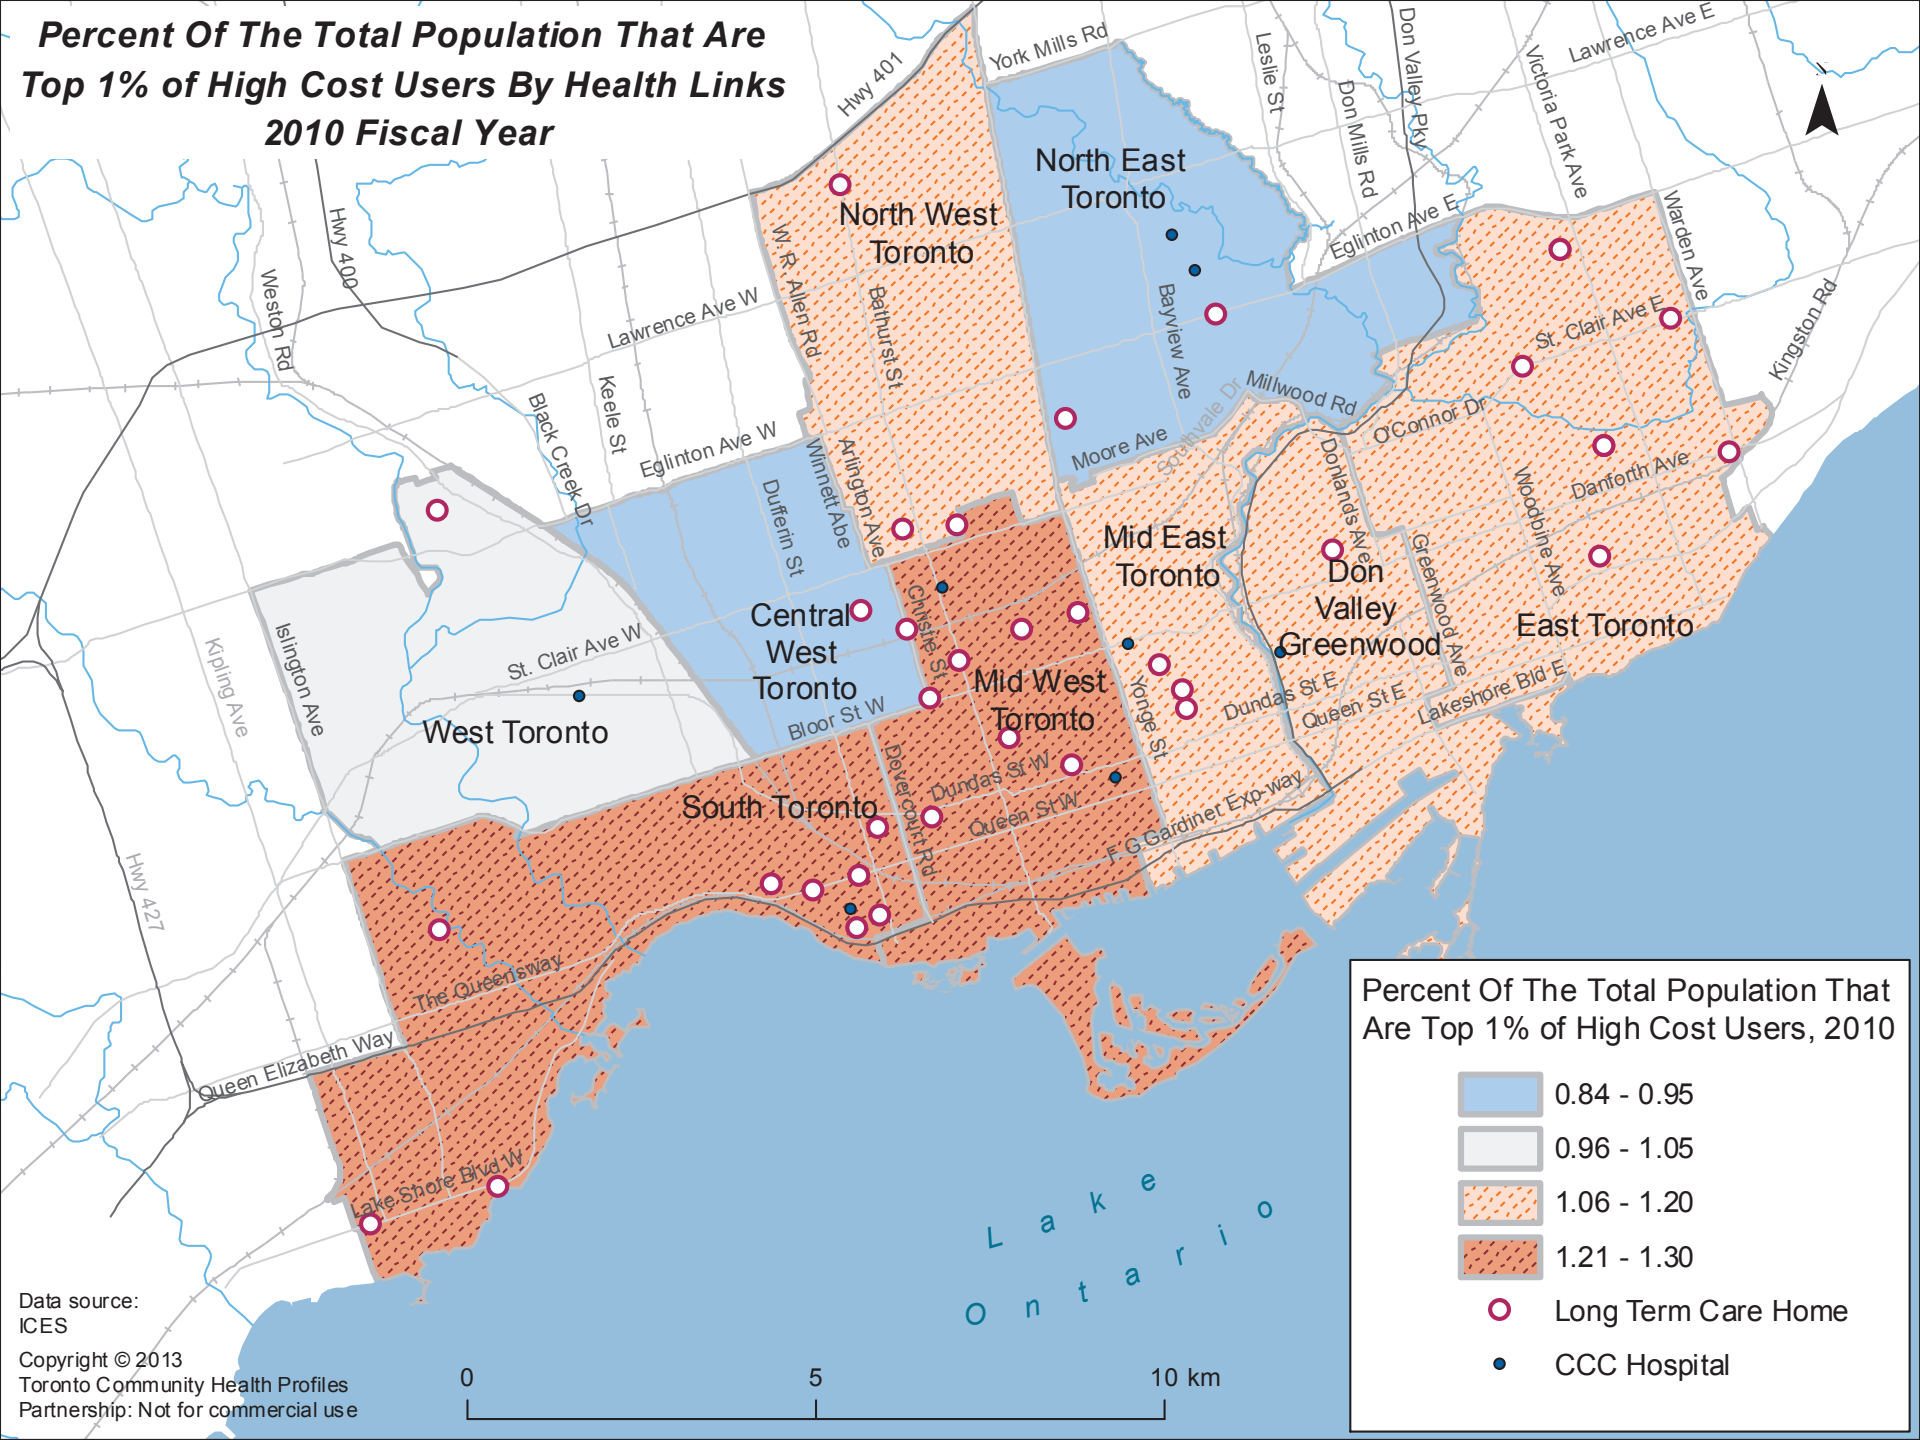 Percent Of The Total Population That Are
Top 1% of High Cost Users By Health Links
2010 Fiscal Year
Hwy 401
York Mills Rd
Leslie St
Don Mills Rd
Don Valley Pky
Victoria Park Ave
Lawrence Ave E
N
North East
Toronto
North West
Toronto
Eglinton Ave E
Warden Ave
Kingston Rd
Hwy 400
Weston Rd
W R Allen Rd
Bathurst St
Lawrence Ave W
Bayview Ave
St. Clair Ave E
Black Creek Dr
Keele St
Eglinton Ave W
Dufferin St
Winnett Abe
Arlington Ave
Moore Ave
Southvale Dr
Millwood Rd
O'Connor Dr
Donlands Ave
Woodbine Ave
Danforth Ave
Greenwood Ave
Mid East
Toronto
Don
Valley
Greenwood
East Toronto
Central
West
Toronto
Christie St
Mid West
Toronto
Kipling Ave
Islington Ave
St. Clair Ave W
West Toronto
Bloor St W
Yonge St
Dundas St E
Queen St E
Lakeshore Bld E
South Toronto
Dovercourt Rd
Dundas St W
Queen St W
F G Gardiner Exp-way
Hwy 427
The Queensway
Queen Elizabeth Way
Lake Shore Blvd W
Lake
Ontario
Percent Of The Total Population That
Are Top 1% of High Cost Users, 2010
0.84 - 0.95
0.96 - 1.05
1.06 - 1.20
1.21 - 1.30
Long Term Care Home
CCC Hospital
Data source:
ICES
Copyright © 2013
Toronto Community Health Profiles
Partnership: Not for commercial use
0 5 10 km